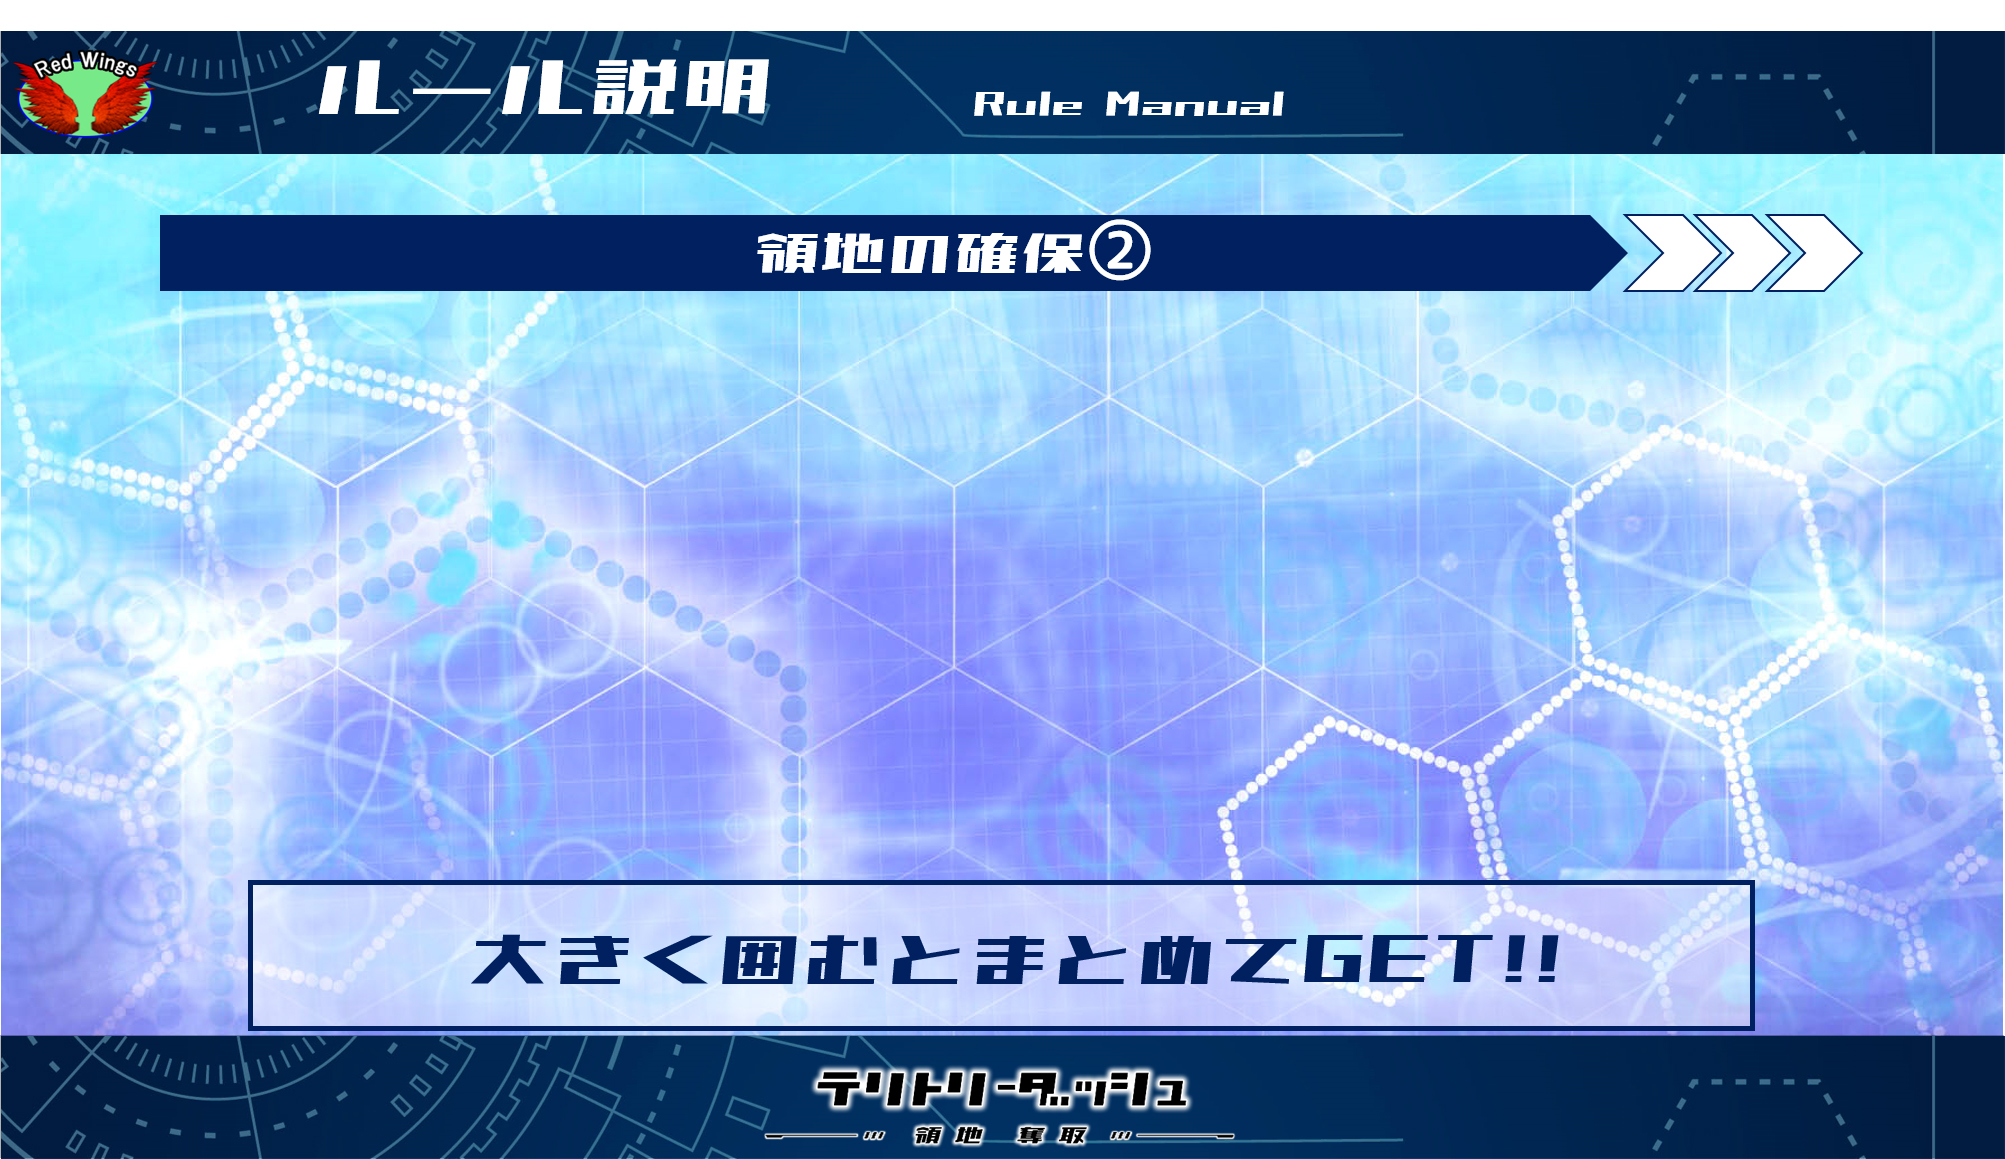 Red Wings
ルール説明
Rule Manual
領地の確保②
大きく囲むとまとめてGET!!
テリトリーダッシュ
領地 奪取